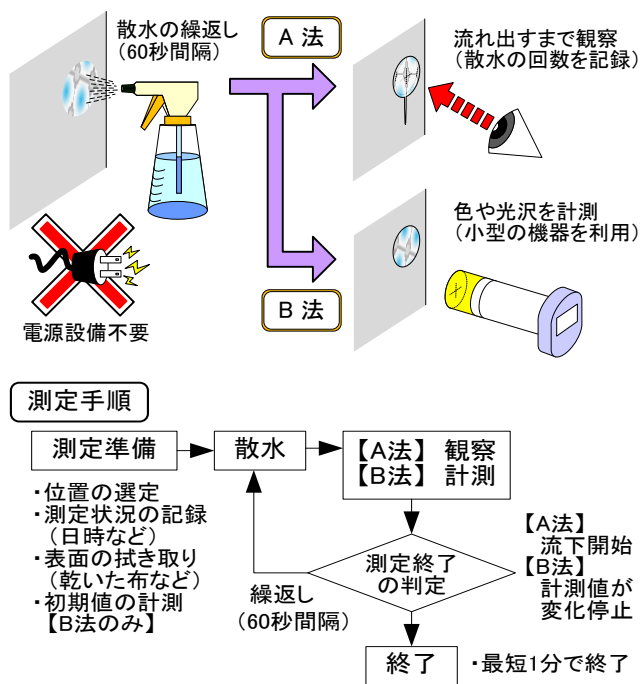 散水の繰返し
(60秒間隔)
A 法
流れ出すまで観察
(散水の回数を記録)
色や光沢を計測
(小型の機器を利用)
B 法
電源設備不要
測定手順
測定準備
散水
【A法】 観察
【B法】 計測
・位置の選定
・測定状況の記録
(日時など)
・表面の拭き取り
(乾いた布など)
・初期値の計測
【B法のみ】
繰返し
(60秒間隔)
測定終了
の判定
【A法】
流下開始
【B法】
計測値が
変化停止
終了
・最短1分で終了